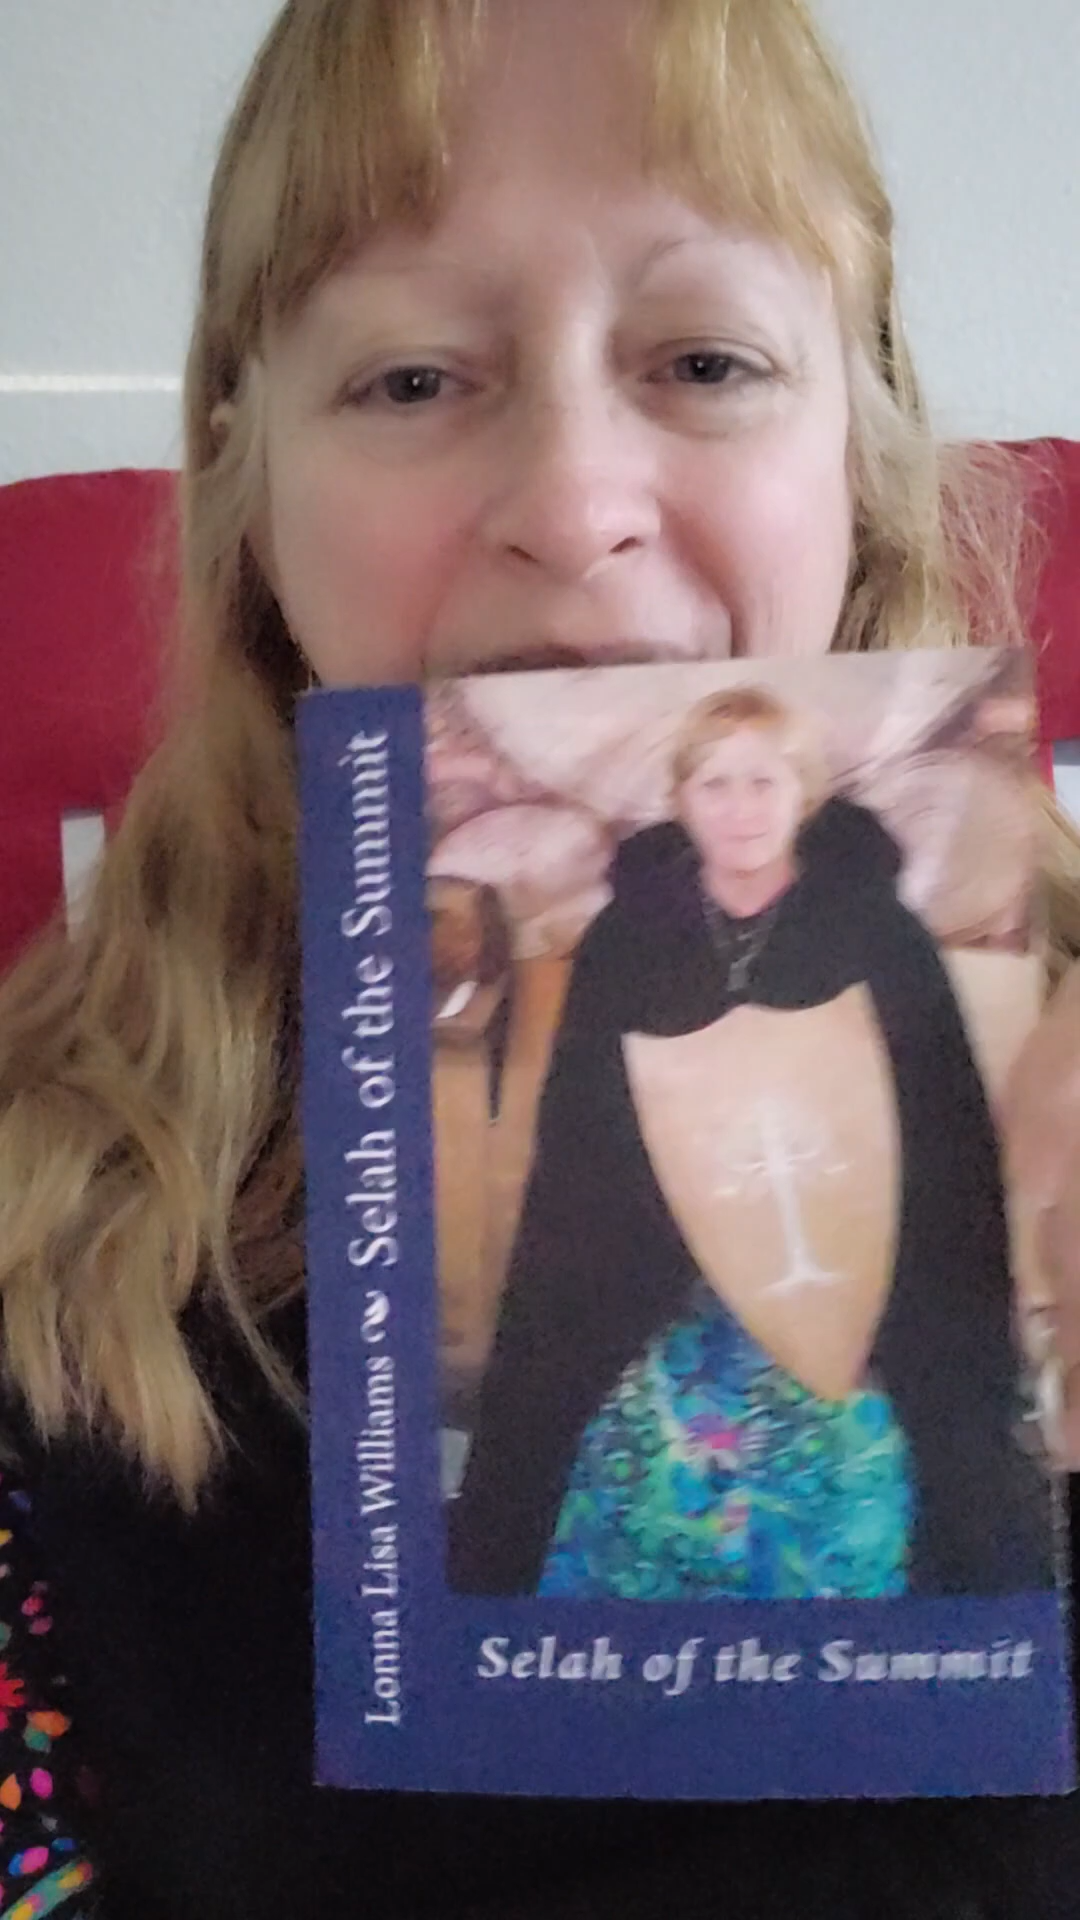 Lonna Lisa Williams ❧ Selah of the Summit
Selah of the Summit